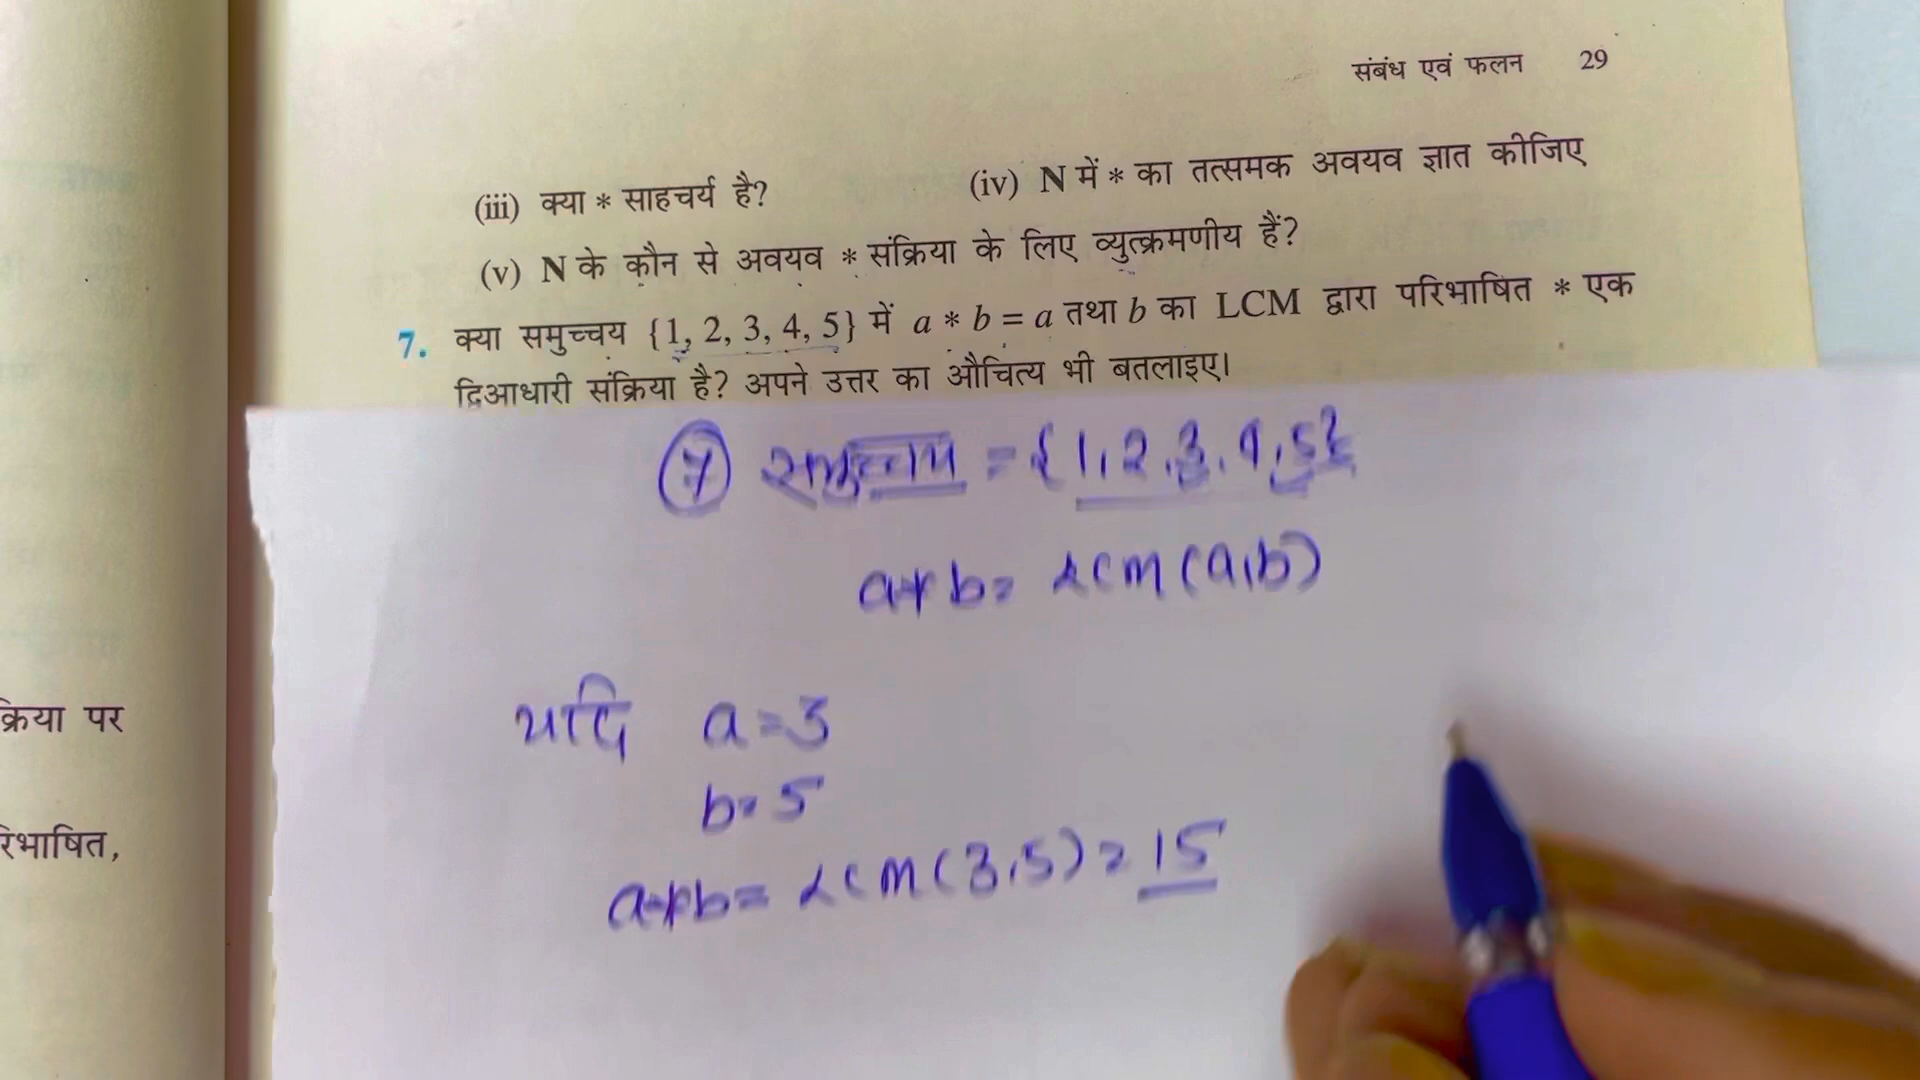 संबंध एवं फलन 29
(iii) क्या * साहचर्य है? (iv) N में * का तत्समक अवयव ज्ञात कीजिए
(v) N के कौन से अवयव * संक्रिया के लिए व्युत्क्रमणीय हैं?
7. क्या समुच्चय {1, 2, 3, 4, 5} में a * b = a तथा b का LCM द्वारा परिभाषित * एक
द्विआधारी संक्रिया है? अपने उत्तर का औचित्य भी बतलाइए।
7 समुच्चय = {1,2,3,4,5}
a*b= LCM(a,b)
यदि a=3
b=5
a*b= LCM(3,5)=15
क्रिया पर
रिभाषित,